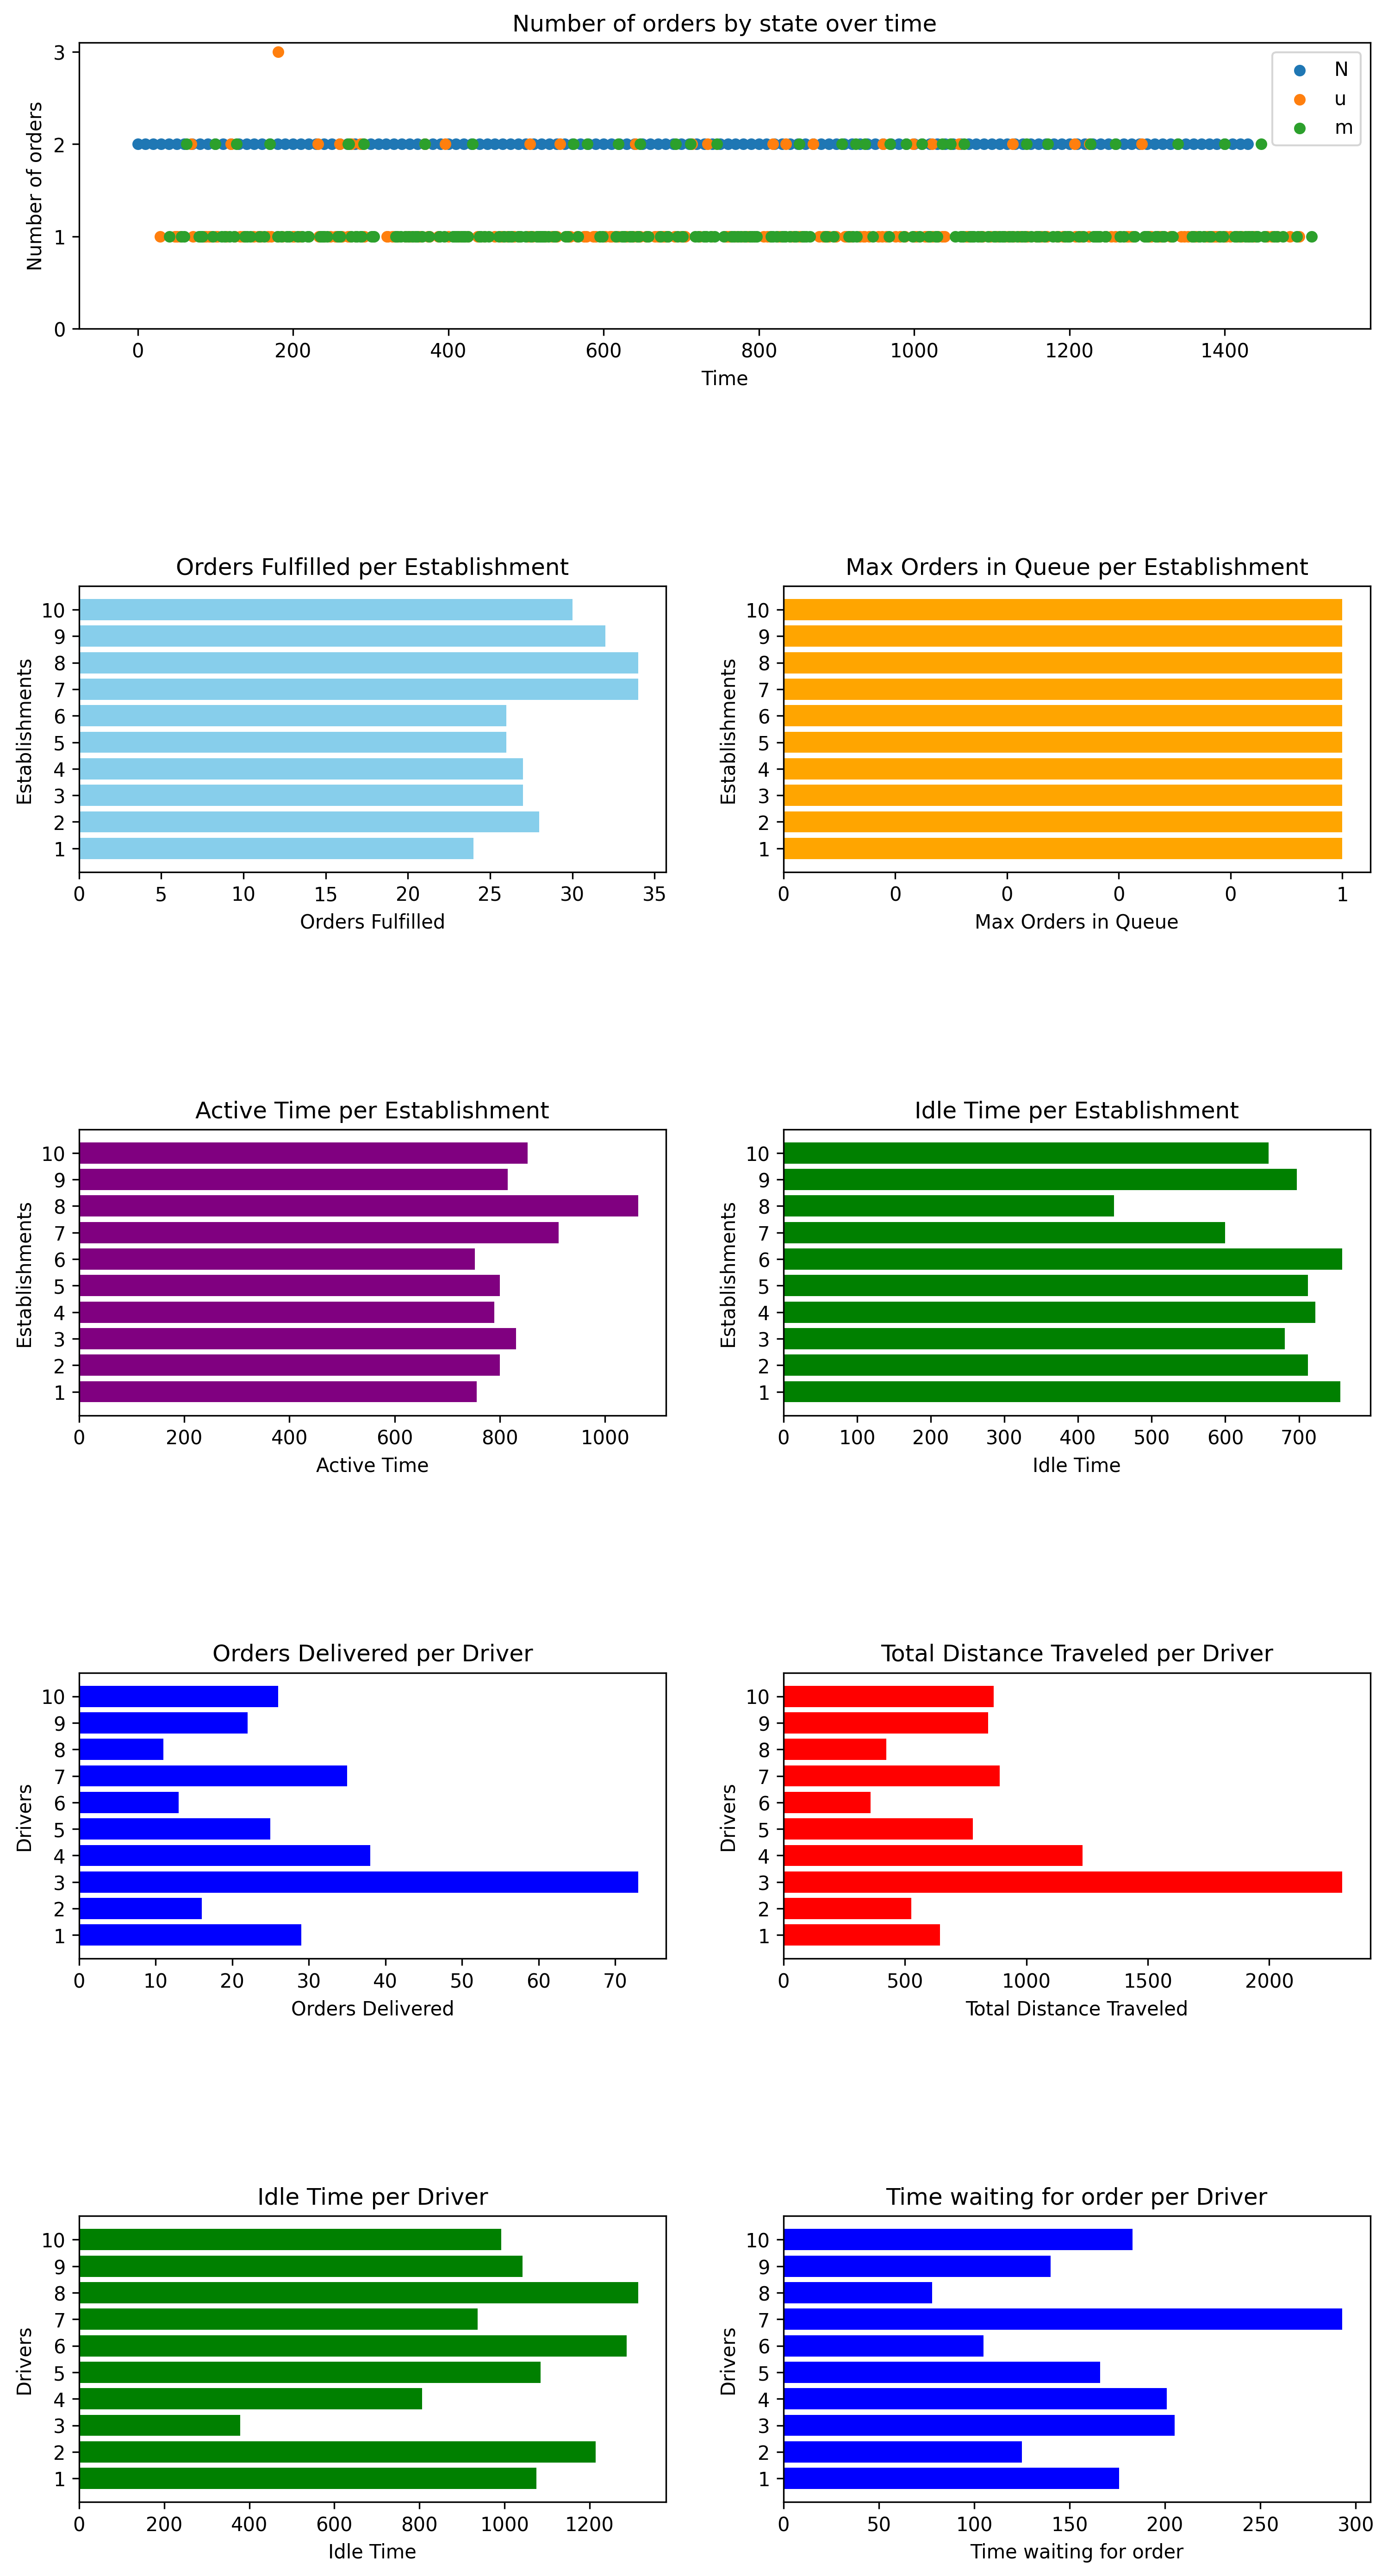 Number of orders by state over time
Number of orders
3
2
1
0
N
u
m
0 200 400 600 800 1000 1200 1400
Time
Orders Fulfilled per Establishment
Establishments
10
9
8
7
6
5
4
3
2
1
0 5 10 15 20 25 30 35
Orders Fulfilled
Max Orders in Queue per Establishment
Establishments
10
9
8
7
6
5
4
3
2
1
0 0 0 0 0 1
Max Orders in Queue
Active Time per Establishment
Establishments
10
9
8
7
6
5
4
3
2
1
0 200 400 600 800 1000
Active Time
Idle Time per Establishment
Establishments
10
9
8
7
6
5
4
3
2
1
0 100 200 300 400 500 600 700
Idle Time
Orders Delivered per Driver
Drivers
10
9
8
7
6
5
4
3
2
1
0 10 20 30 40 50 60 70
Orders Delivered
Total Distance Traveled per Driver
Drivers
10
9
8
7
6
5
4
3
2
1
0 500 1000 1500 2000
Total Distance Traveled
Idle Time per Driver
Drivers
10
9
8
7
6
5
4
3
2
1
0 200 400 600 800 1000 1200
Idle Time
Time waiting for order per Driver
Drivers
10
9
8
7
6
5
4
3
2
1
0 50 100 150 200 250 300
Time waiting for order